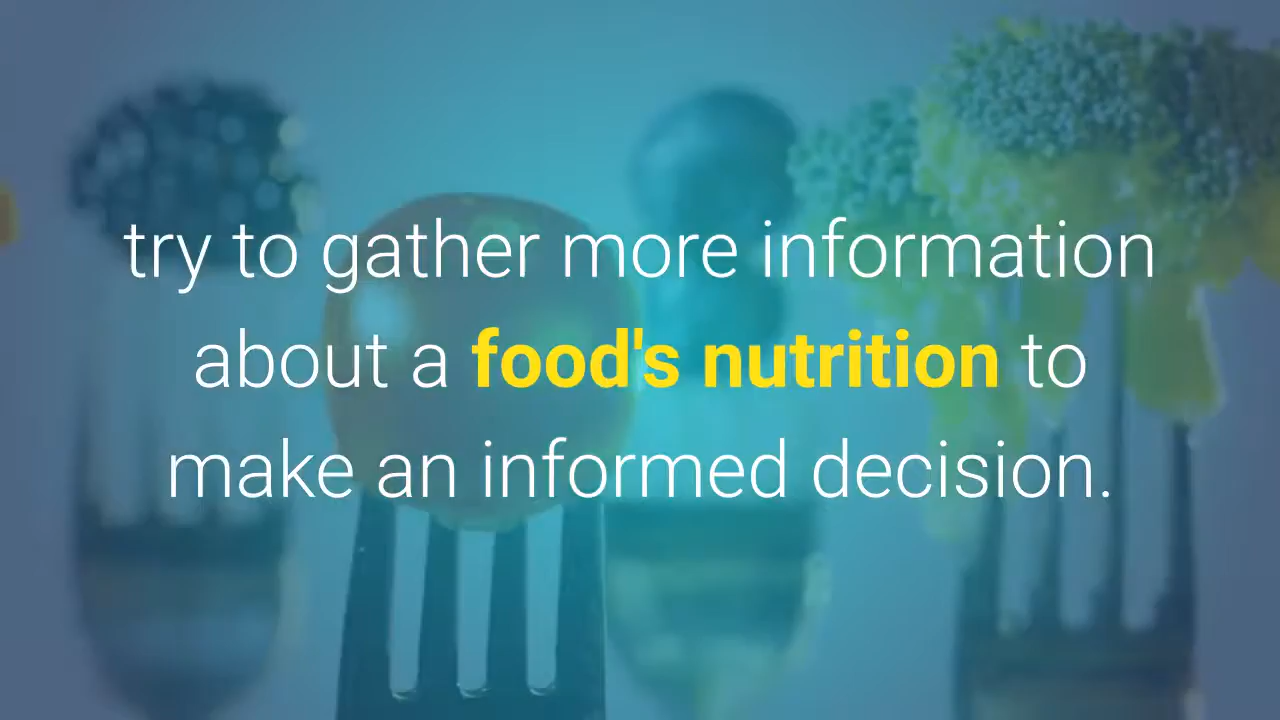 try to gather more information
about a food's nutrition to
make an informed decision.